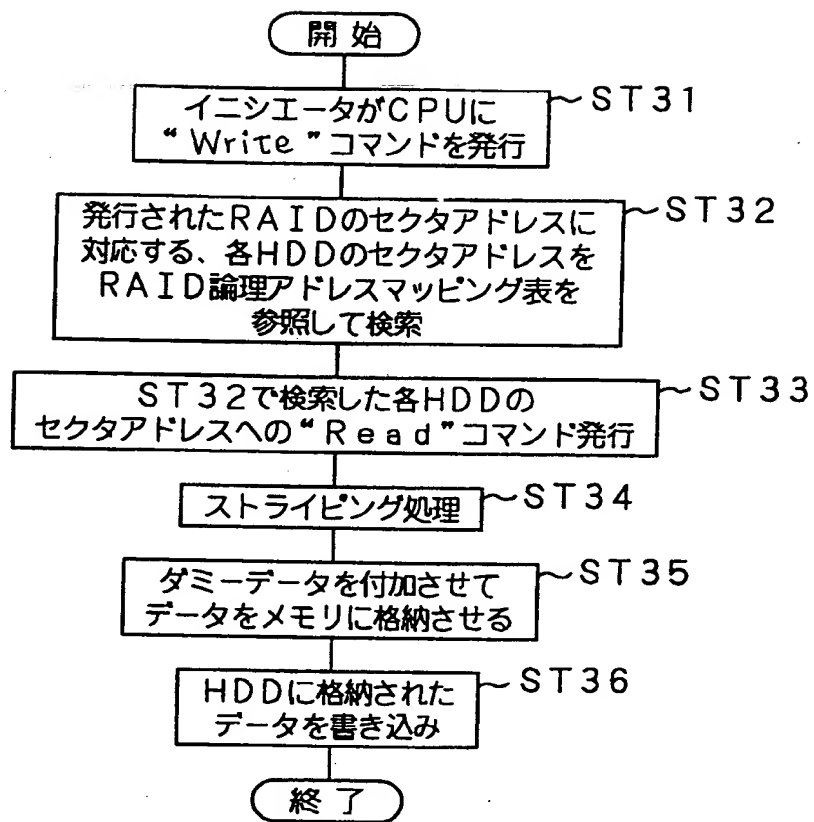 開始
イニシエータがCPUに
“Write”コマンドを発行
~ST31
発行されたRAIDのセクタアドレスに
対応する、各HDDのセクタアドレスを
RAID論理アドレスマッピング表を
参照して検索
~ST32
ST32で検索した各HDDの
セクタアドレスへの“Read”コマンド発行
~ST33
ストライピング処理
~ST34
ダミーデータを付加させて
データをメモリに格納させる
~ST35
HDDに格納された
データを書き込み
~ST36
終了